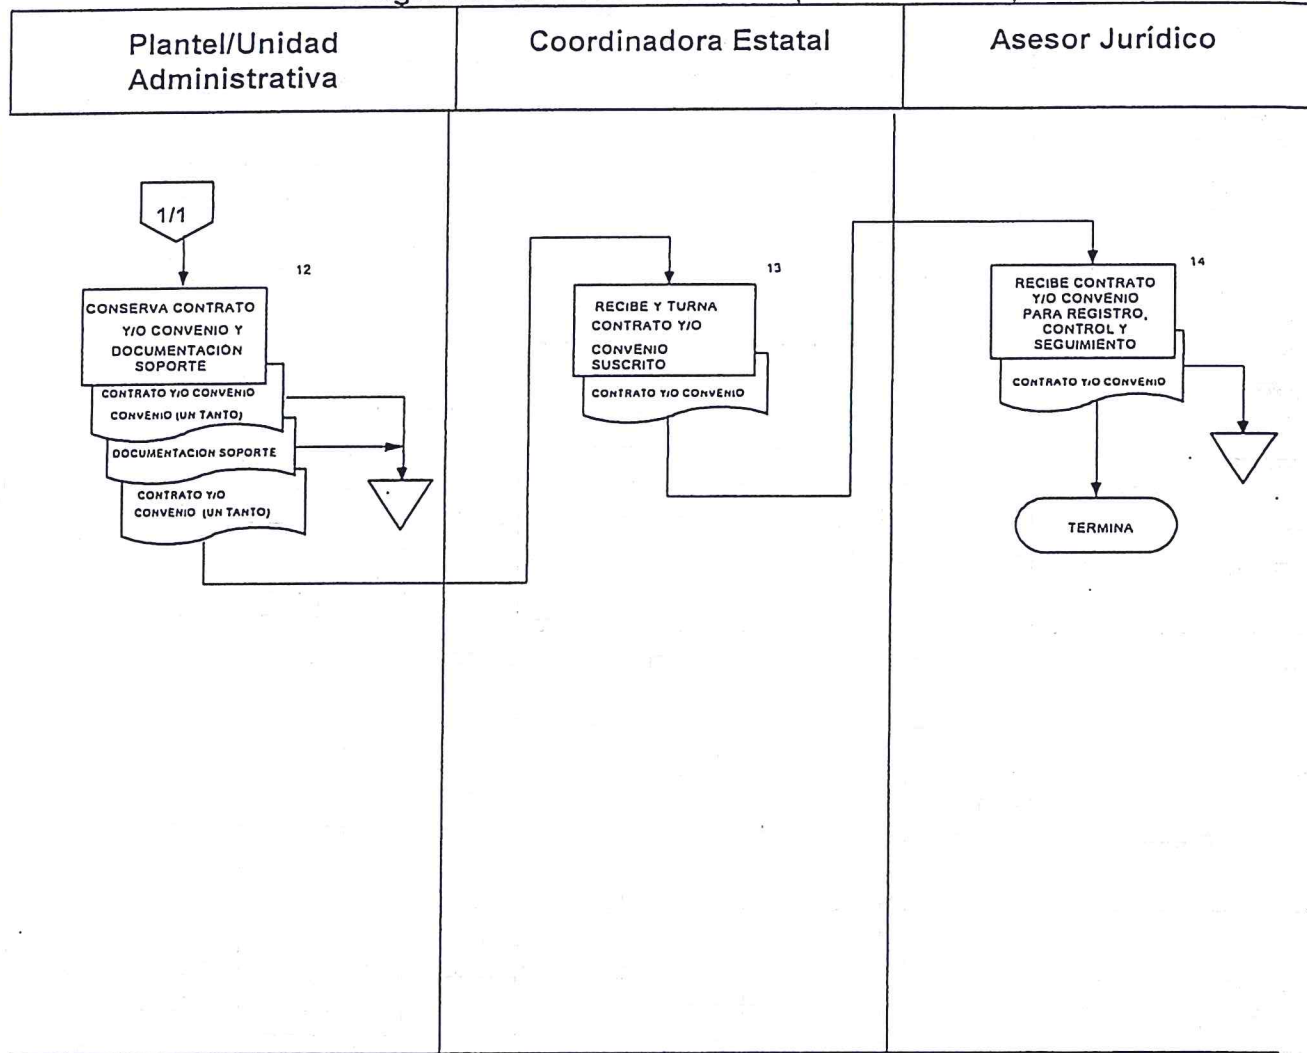 Plantel/Unidad
Administrativa
Coordinadora Estatal
Asesor Jurídico
1/1
12
CONSERVA CONTRATO
Y/O CONVENIO Y
DOCUMENTACIÓN
SOPORTE
CONTRATO Y/O CONVENIO
CONVENIO (UN TANTO)
DOCUMENTACION SOPORTE
CONTRATO Y/O
CONVENIO (UN TANTO)
13
RECIBE Y TURNA
CONTRATO Y/O
CONVENIO
SUSCRITO
CONTRATO Y/O CONVENIO
14
RECIBE CONTRATO
Y/O CONVENIO
PARA REGISTRO,
CONTROL Y
SEGUIMIENTO
CONTRATO Y/O CONVENIO
TERMINA